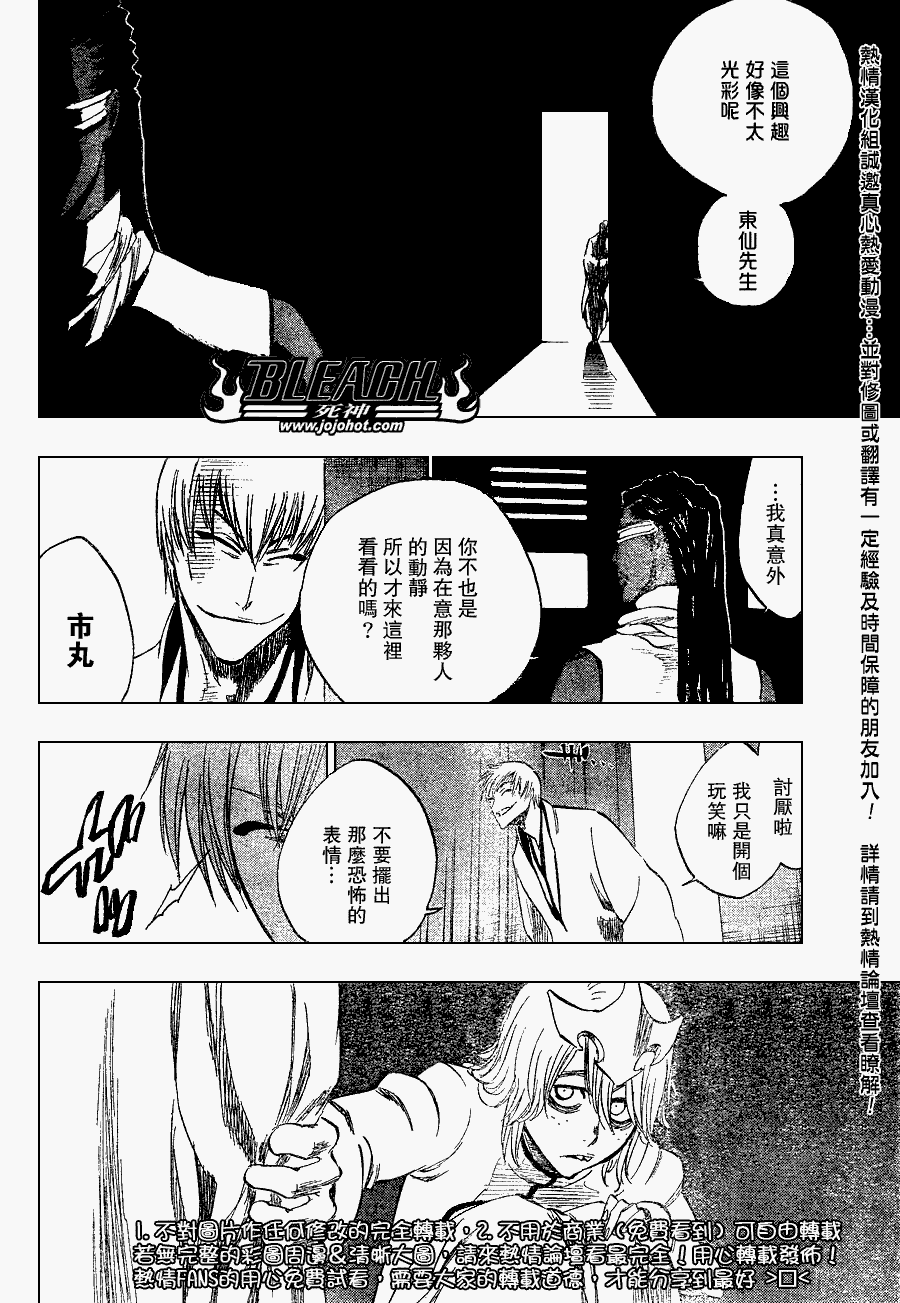 這個興趣
好像不太
光彩呢
東仙先生
BLEACH
死神
www.jojohot.com
…我真意外
你不也是
因為在意那夥人
的動靜
所以才來這裡
看看的嗎？
市丸
討厭啦
我只是開個
玩笑嘛
不要擺出
那麼恐怖的
表情…
熱情漢化組誠邀真心熱愛動漫…並對修圖或翻譯有一定經驗及時間保障的朋友加入！ 詳情請到熱情論壇查看瞭解！
1. 不對圖片作任何修改的完全轉載，2. 不用於商業（免費看到）可自由轉載
若無完整的彩圖周漫＆清晰大圖，請來熱情論壇看最完全！用心轉載發佈！
熱情FANS的用心免費試看，需要大家的轉載道德，才能分享到最好 >□<